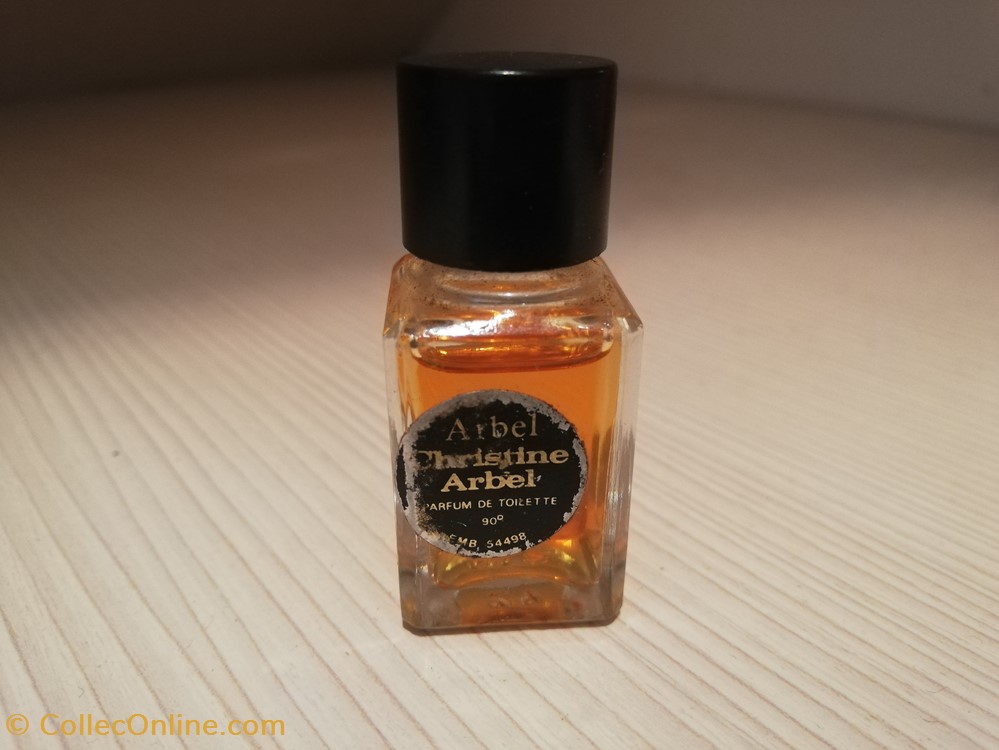 Arbel
Christine
Arbel
PARFUM DE TOILETTE
90°
EMB. 54498
© CollecOnline.com